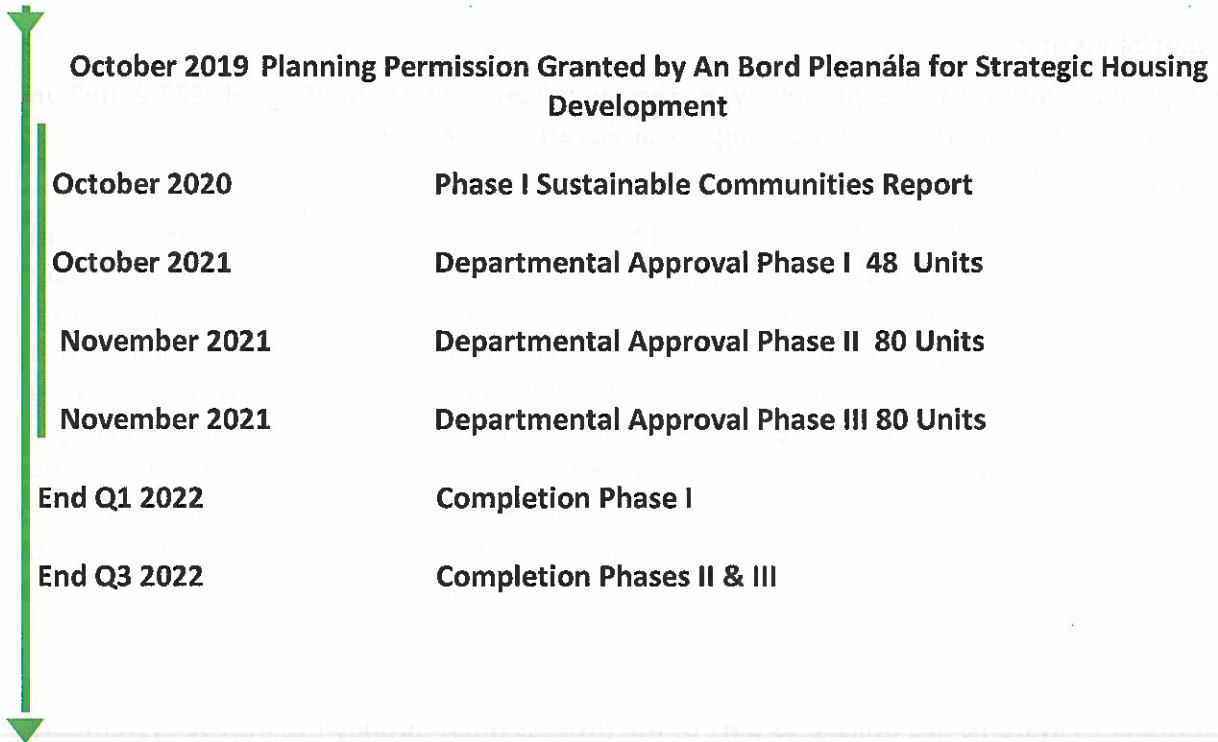 October 2019 Planning Permission Granted by An Bord Pleanála for Strategic Housing
Development
October 2020 Phase I Sustainable Communities Report
October 2021 Departmental Approval Phase I 48 Units
November 2021 Departmental Approval Phase II 80 Units
November 2021 Departmental Approval Phase III 80 Units
End Q1 2022 Completion Phase I
End Q3 2022 Completion Phases II & III